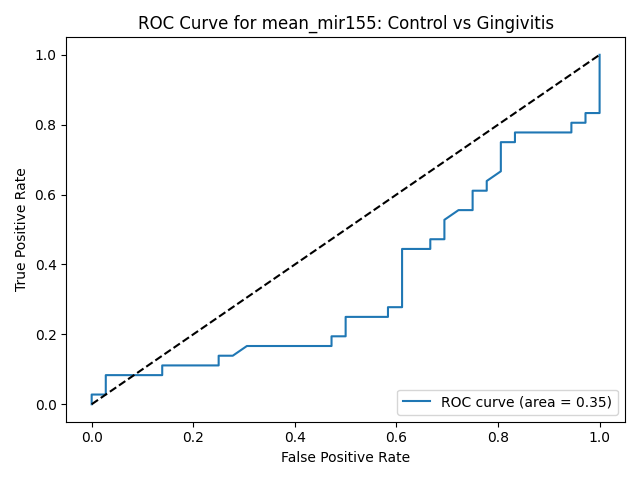 ROC Curve for mean_mir155: Control vs Gingivitis
1.0
0.8
0.6
0.4
0.2
0.0
True Positive Rate
ROC curve (area = 0.35)
0.0 0.2 0.4 0.6 0.8 1.0
False Positive Rate